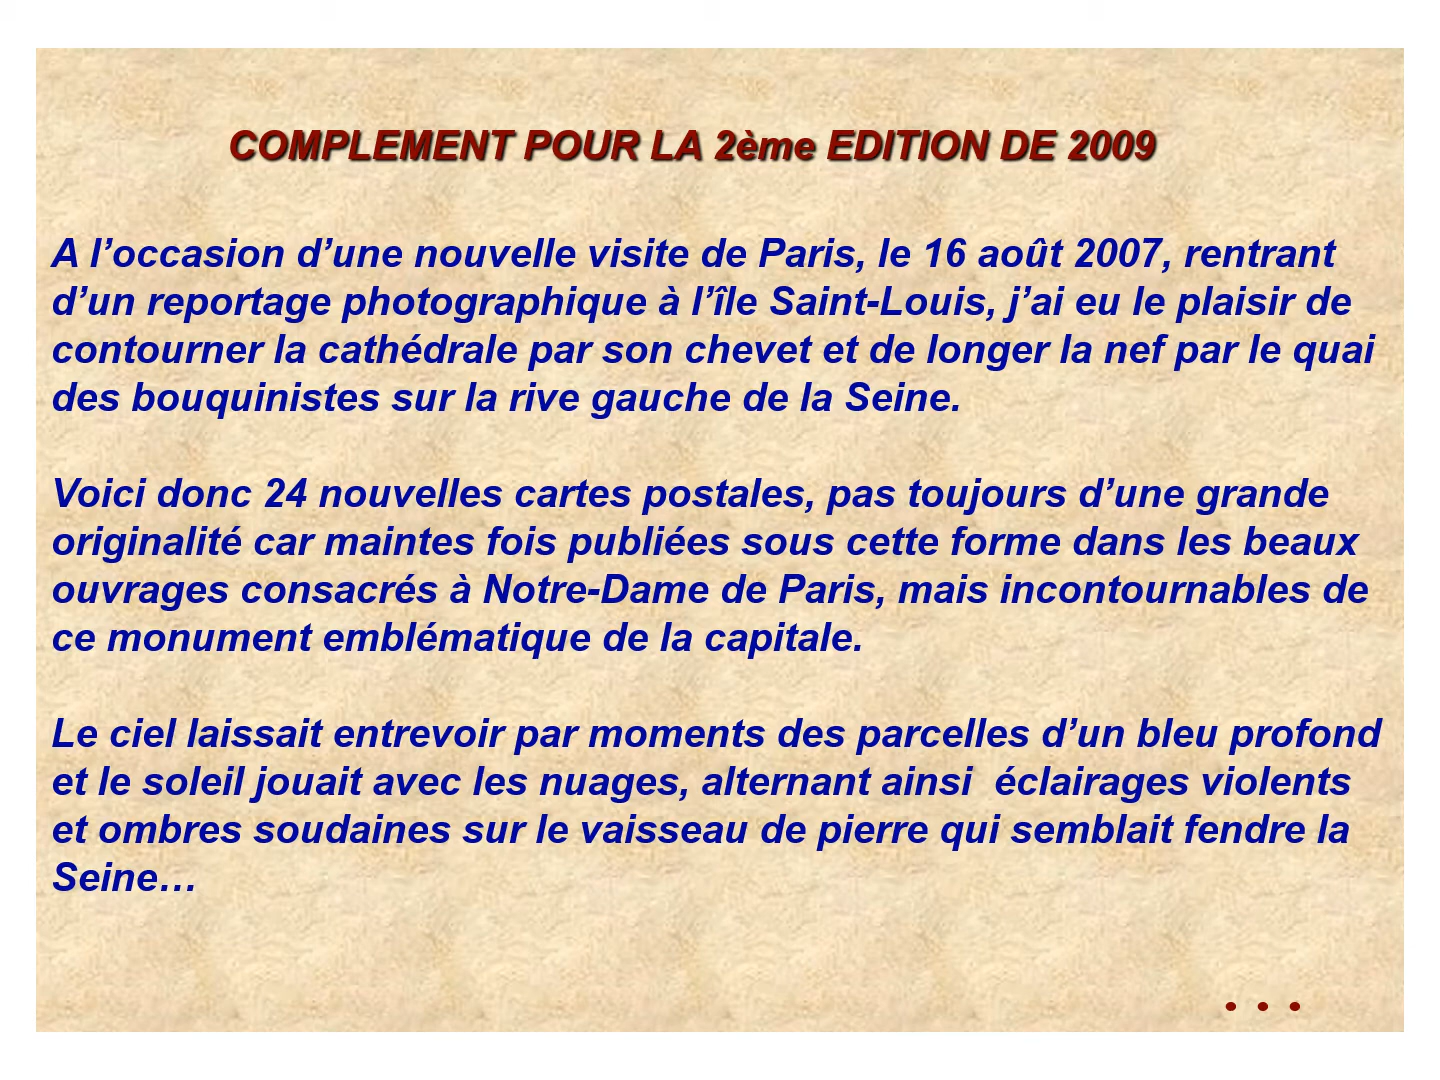 COMPLEMENT POUR LA 2ème EDITION DE 2009
A l’occasion d’une nouvelle visite de Paris, le 16 août 2007, rentrant
d’un reportage photographique à l’île Saint-Louis, j’ai eu le plaisir de
contourner la cathédrale par son chevet et de longer la nef par le quai
des bouquinistes sur la rive gauche de la Seine.
Voici donc 24 nouvelles cartes postales, pas toujours d’une grande
originalité car maintes fois publiées sous cette forme dans les beaux
ouvrages consacrés à Notre-Dame de Paris, mais incontournables de
ce monument emblématique de la capitale.
Le ciel laissait entrevoir par moments des parcelles d’un bleu profond
et le soleil jouait avec les nuages, alternant ainsi  éclairages violents
et ombres soudaines sur le vaisseau de pierre qui semblait fendre la
Seine…
. . .